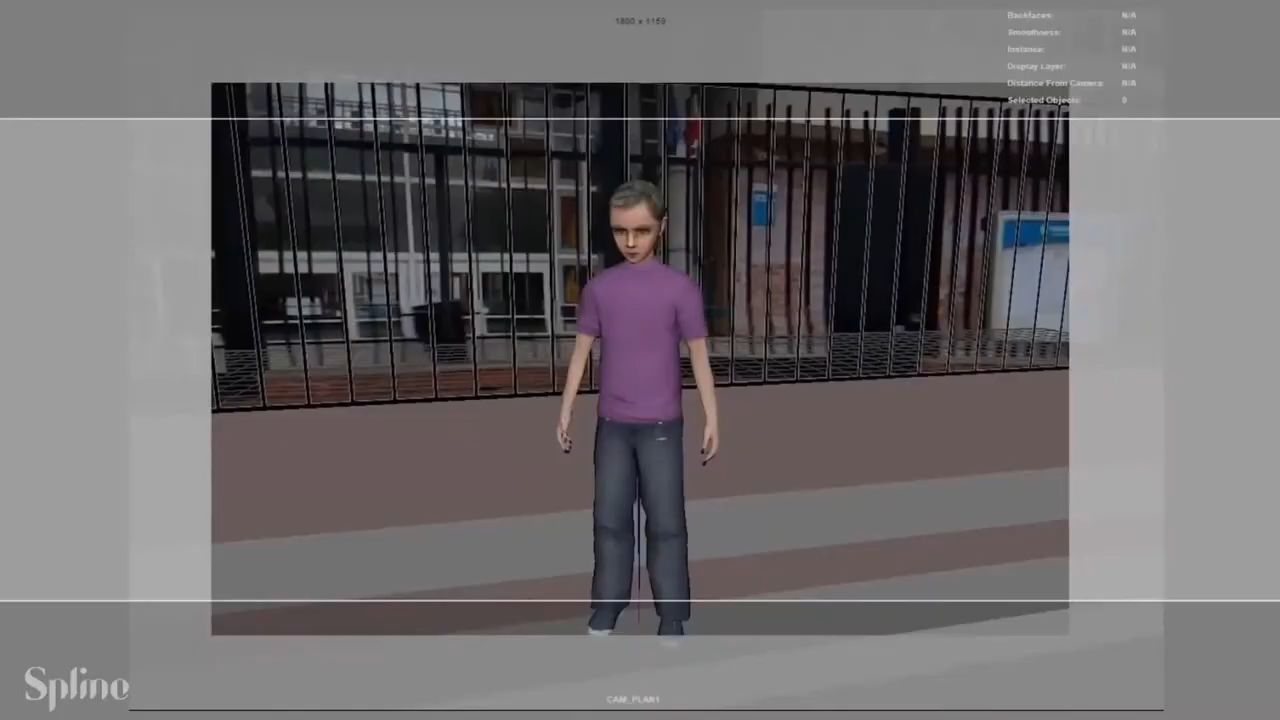 1800 x 1159
Backfaces: N/A
Smoothness: N/A
Instance: N/A
Display Layer: N/A
Distance From Camera: N/A
Selected Objects: 0
Spline
CAM_PLAN1